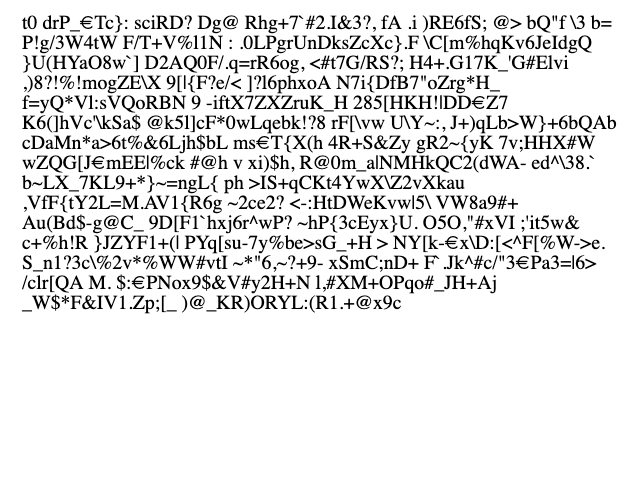 t0 drP_€Tc}: sciRD? Dg@ Rhg+7`#2.I&3?, fA .i )RE6fS; @> bQ"f \3 b=
P!g/3W4tW F/T+V%l1N : .0LPgrUnDksZcXc}.F \C[m%hqKv6JeIdgQ
}U(HYaO8w`] D2AQ0F/.q=rR6og, <#t7G/RS?; H4+.G17K_'G#Elvi
,)8?!%!mogZE\X 9[|{F?e/< ]?l6phxoA N7i{DfB7"oZrg*H_
f=yQ*Vl:sVQoRBN 9 -iftX7ZXZruK_H 285[HKH!|DD€Z7
K6(]hVc'\kSa$ @k5l]cF*0wLqebk!?8 rF[\vw U\Y~:, J+)qLb>W}+6bQAb
cDaMn*a>6t%&6Ljh$bL ms€T{X(h 4R+S&Zy gR2~{yK 7v;HHX#W
wZQG[J€mEE|%ck #@h v xi)$h, R@0m_a|NMHkQC2(dWA- ed^\38.`
b~LX_7KL9+*}~=ngL{ ph >IS+qCKt4YwX\Z2vXkau
,VfF{tY2L=M.AV1{R6g ~2ce2? <-:HtDWeKvw|5\ VW8a9#+
Au(Bd$-g@C_ 9D[F1`hxj6r^wP? ~hP{3cEyx}U. O5O,"#xVI ;'it5w&
c+%h!R }JZYF1+(| PYq[su-7y%be>sG_+H > NY[k-€x\D:[<^F[%W->e.
S_n1?3c\%2v*%WW#vtI ~*"6,~?+9- xSmC;nD+ F`.Jk^#c/"3€Pa3=|6>
/clr[QA M. $:€PNox9$&V#y2H+N l,#XM+OPqo#_JH+Aj
_W$*F&IV1.Zp;[_ )@_KR)ORYL:(R1.+@x9c